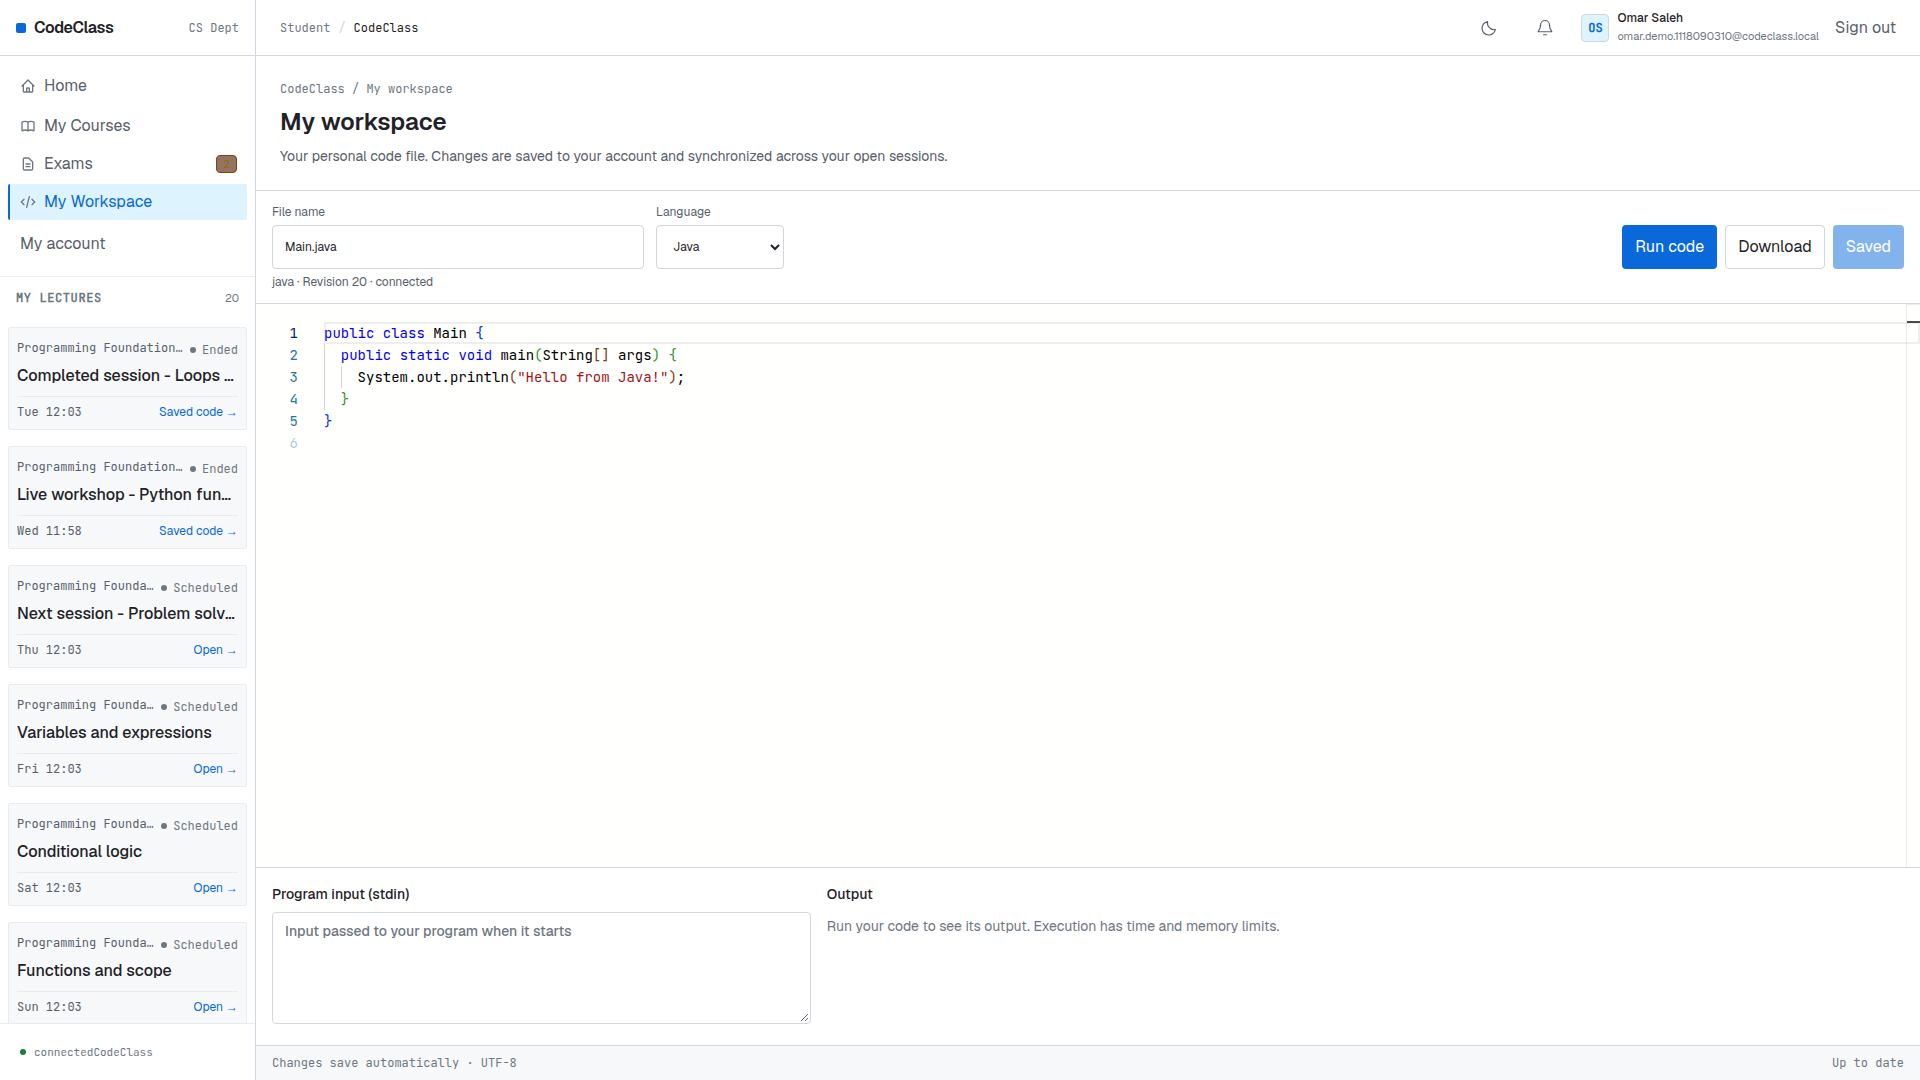 CodeClass
CS Dept
Student / CodeClass
OS
Omar Saleh
omar.demo.1118090310@codeclass.local
Sign out
Home
My Courses
Exams
My Workspace
My account
MY LECTURES
20
Programming Foundation…
Ended
Completed session - Loops …
Tue 12:03
Saved code →
Programming Foundation…
Ended
Live workshop - Python fun…
Wed 11:58
Saved code →
Programming Founda…
Scheduled
Next session - Problem solv…
Thu 12:03
Open →
Programming Founda…
Scheduled
Variables and expressions
Fri 12:03
Open →
Programming Founda…
Scheduled
Conditional logic
Sat 12:03
Open →
Programming Founda…
Scheduled
Functions and scope
Sun 12:03
Open →
connectedCodeClass
CodeClass / My workspace
My workspace
Your personal code file. Changes are saved to your account and synchronized across your open sessions.
File name
Main.java
Language
Java
Run code
Download
Saved
java · Revision 20 · connected
1 public class Main {
2 public static void main(String[] args) {
3 System.out.println("Hello from Java!");
4 }
5 }
6
Program input (stdin)
Input passed to your program when it starts
Output
Run your code to see its output. Execution has time and memory limits.
Changes save automatically · UTF-8
Up to date